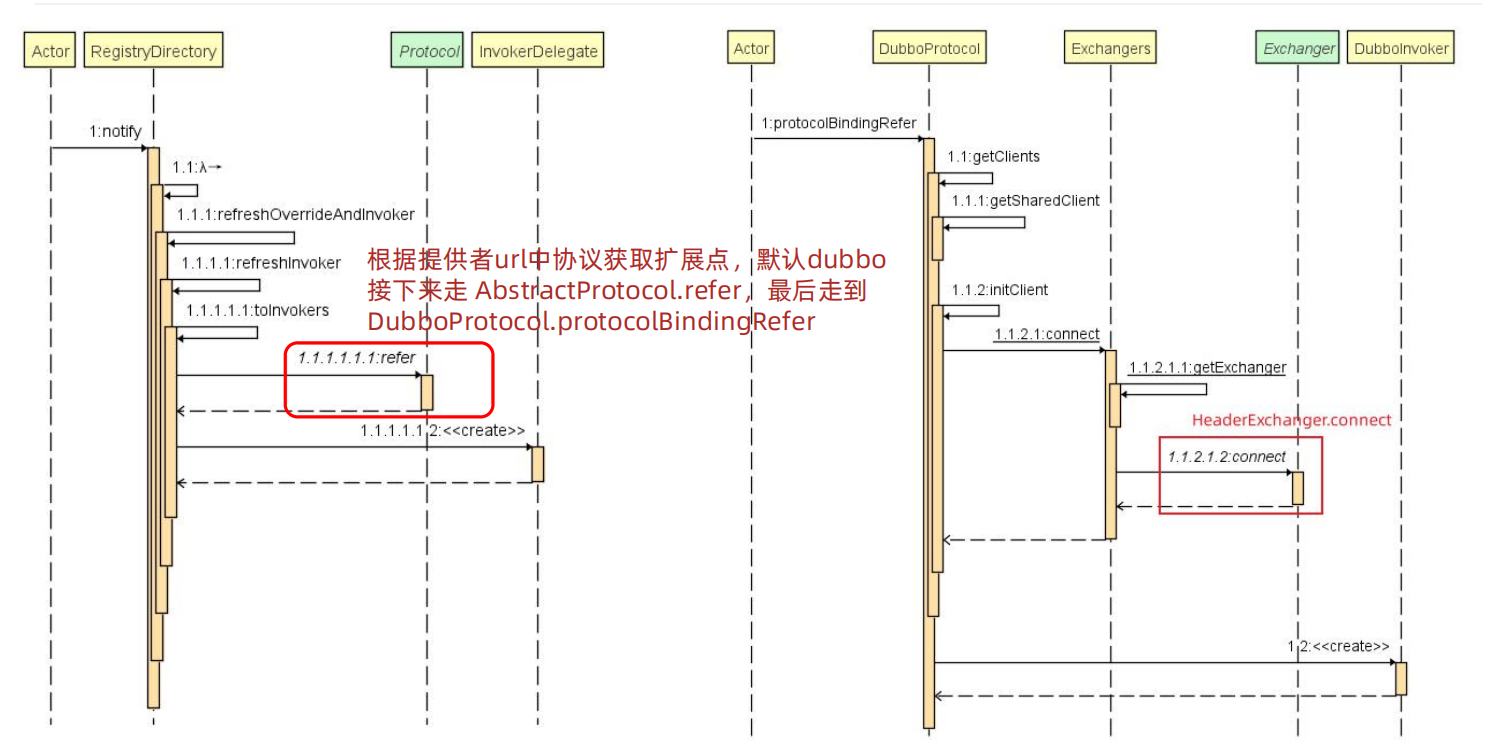 Actor
RegistryDirectory
Protocol
InvokerDelegate
1:notify
1.1:λ→
1.1.1:refreshOverrideAndInvoker
1.1.1.1:refreshInvoker
1.1.1.1.1:toInvokers
根据提供者url中协议获取扩展点，默认dubbo
接下来走 AbstractProtocol.refer，最后走到
DubboProtocol.protocolBindingRefer
1.1.1.1.1.1:refer
1.1.1.1.1.2:<<create>>
Actor
DubboProtocol
Exchangers
Exchanger
DubboInvoker
1:protocolBindingRefer
1.1:getClients
1.1.1:getSharedClient
1.1.2:initClient
1.1.2.1:connect
1.1.2.1.1:getExchanger
HeaderExchanger.connect
1.1.2.1.2:connect
1.2:<<create>>